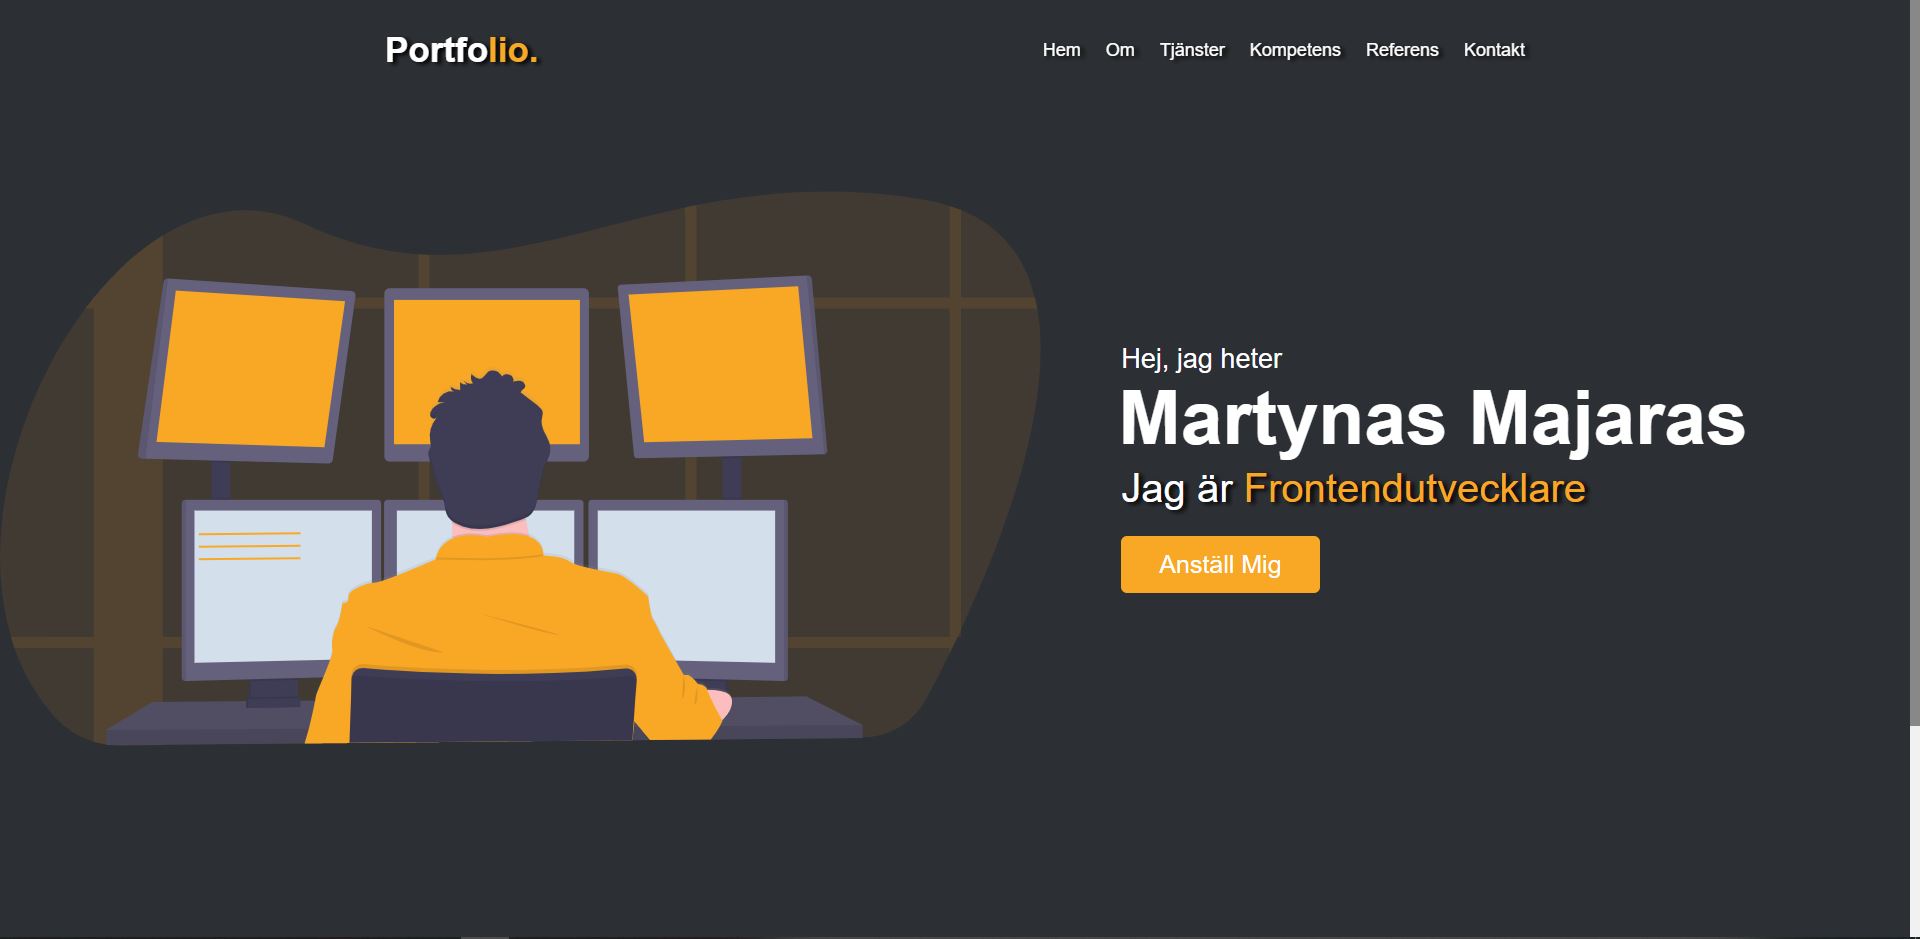 Portfolio.
Hem Om Tjänster Kompetens Referens Kontakt
Hej, jag heter
Martynas Majaras
Jag är Frontendutvecklare
Anställ Mig